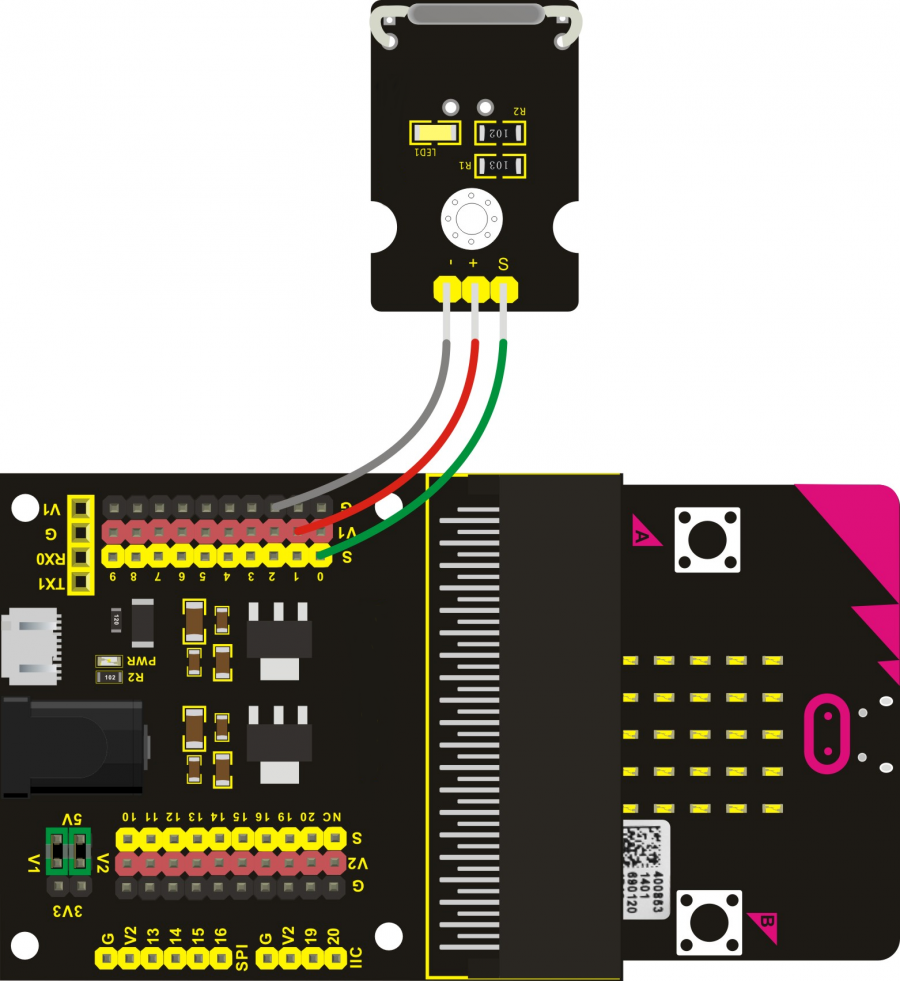 R2
102
LED1
R1
103
- + S
V1
G
RX0
TX1
G
V1
S
9 8 7 6 5 4 3 2 1 0
A
120
PWR
R2
102
5V
V1
V2
3V3
10 11 12 13 14 15 16 19 20 NC
S
V2
G
G V2 13 14 15 16 SPI
G V2 19 20 IIC
400863
1401
690120
B